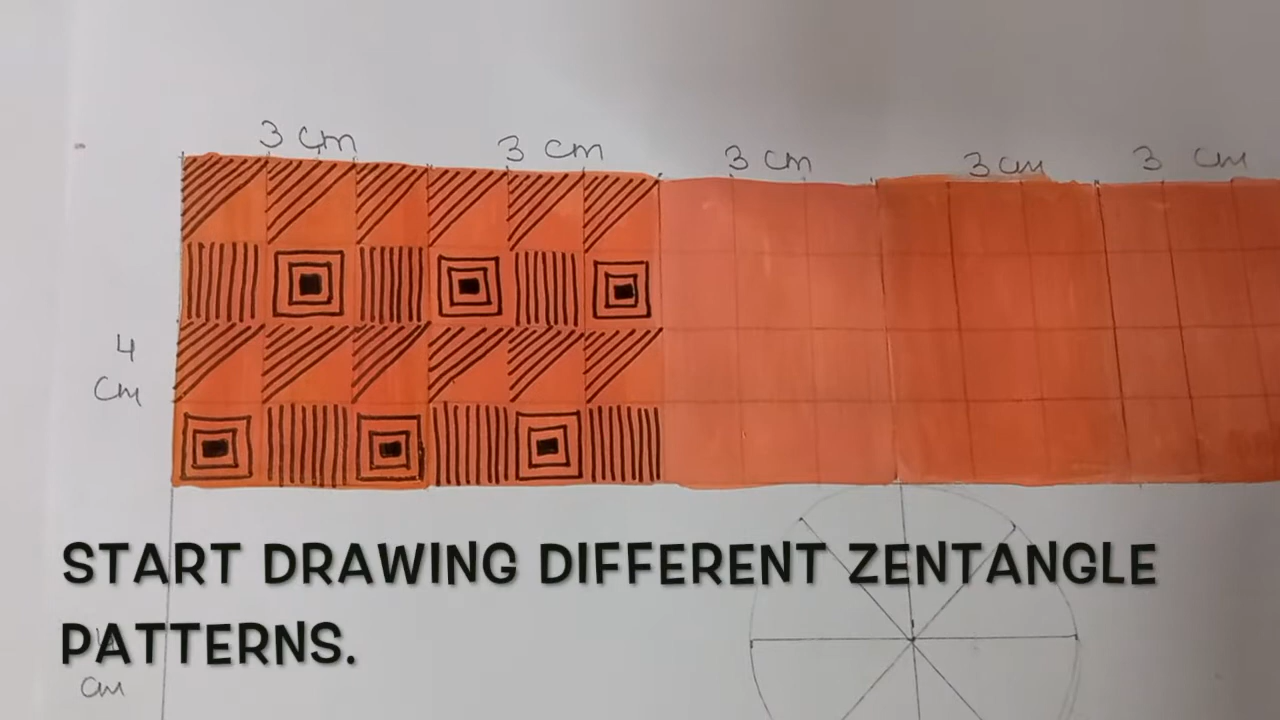 3 cm 3 cm 3 cm 3 cm 3 cm
4
cm
START DRAWING DIFFERENT ZENTANGLE
PATTERNS.
cm